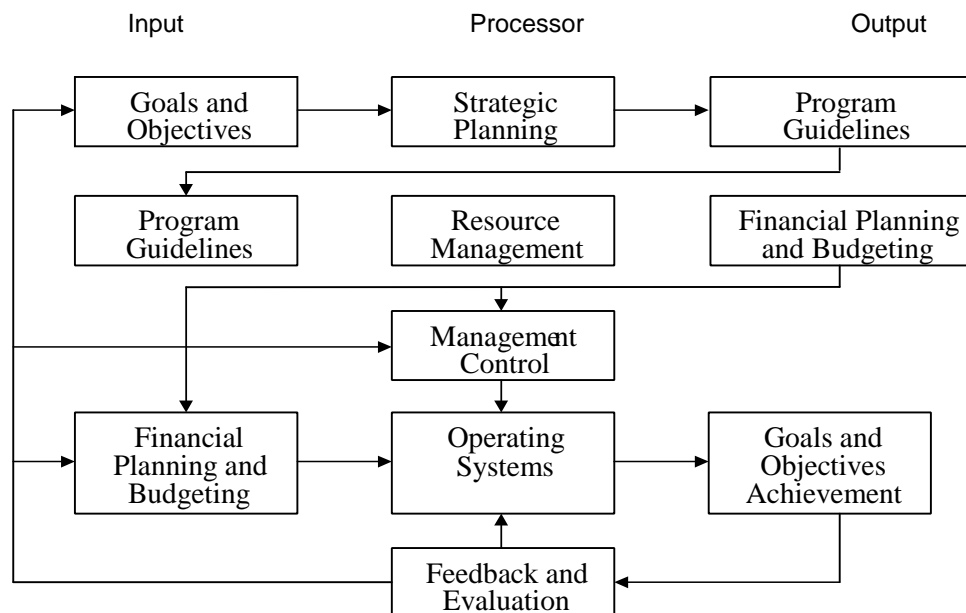 Input
Processor
Output
Goals and
Objectives
Strategic
Planning
Program
Guidelines
Program
Guidelines
Resource
Management
Financial Planning
and Budgeting
Management
Control
Financial
Planning and
Budgeting
Operating
Systems
Goals and
Objectives
Achievement
Feedback and
Evaluation